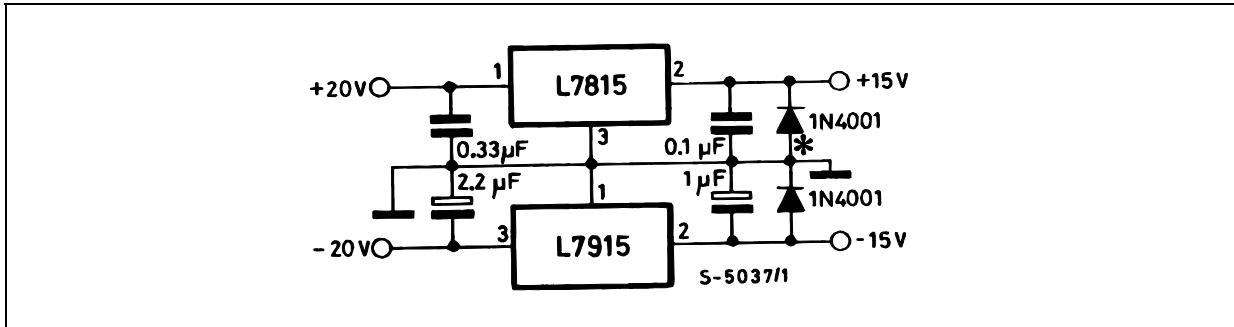 +20V
1
L7815
2
+15V
3
1N4001
*
0.33µF
0.1 µF
2.2 µF
1µF
1
1N4001
-20V
3
L7915
2
-15V
S-5037/1